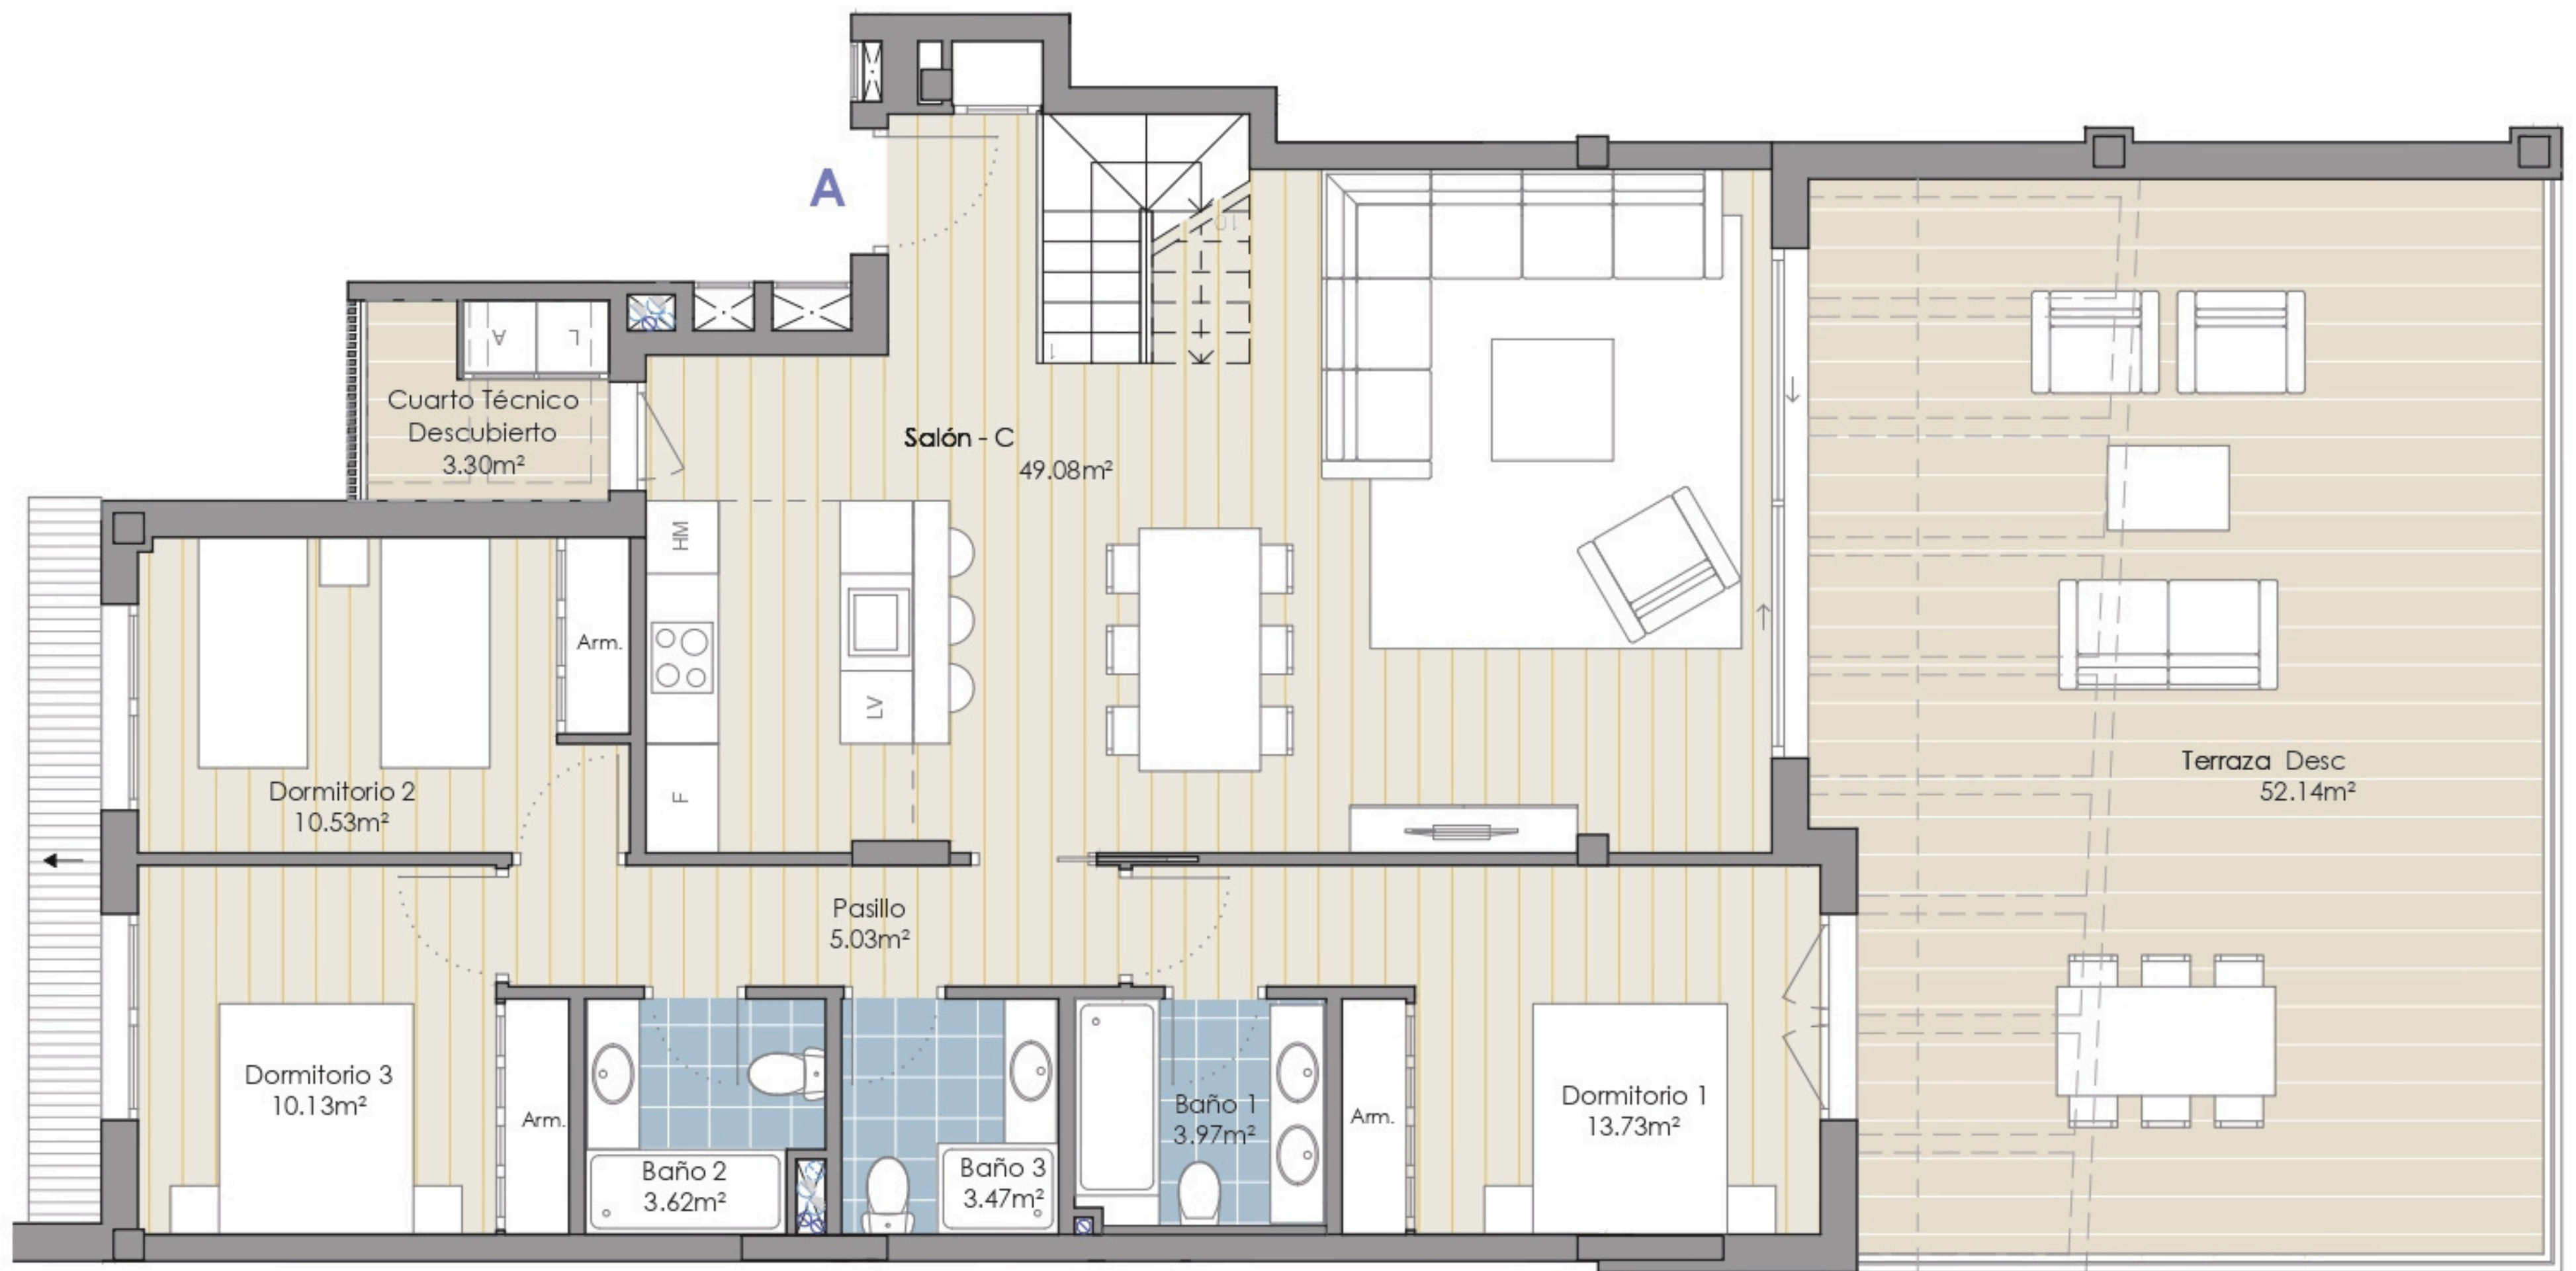 A
A
L
Cuarto Técnico
Descubierto
3.30m²
1
10
Salón - C
49.08m²
HM
LV
F
Arm.
Dormitorio 2
10.53m²
Terraza Desc
52.14m²
Pasillo
5.03m²
Dormitorio 3
10.13m²
Arm.
Baño 2
3.62m²
Baño 3
3.47m²
Baño 1
3.97m²
Arm.
Dormitorio 1
13.73m²